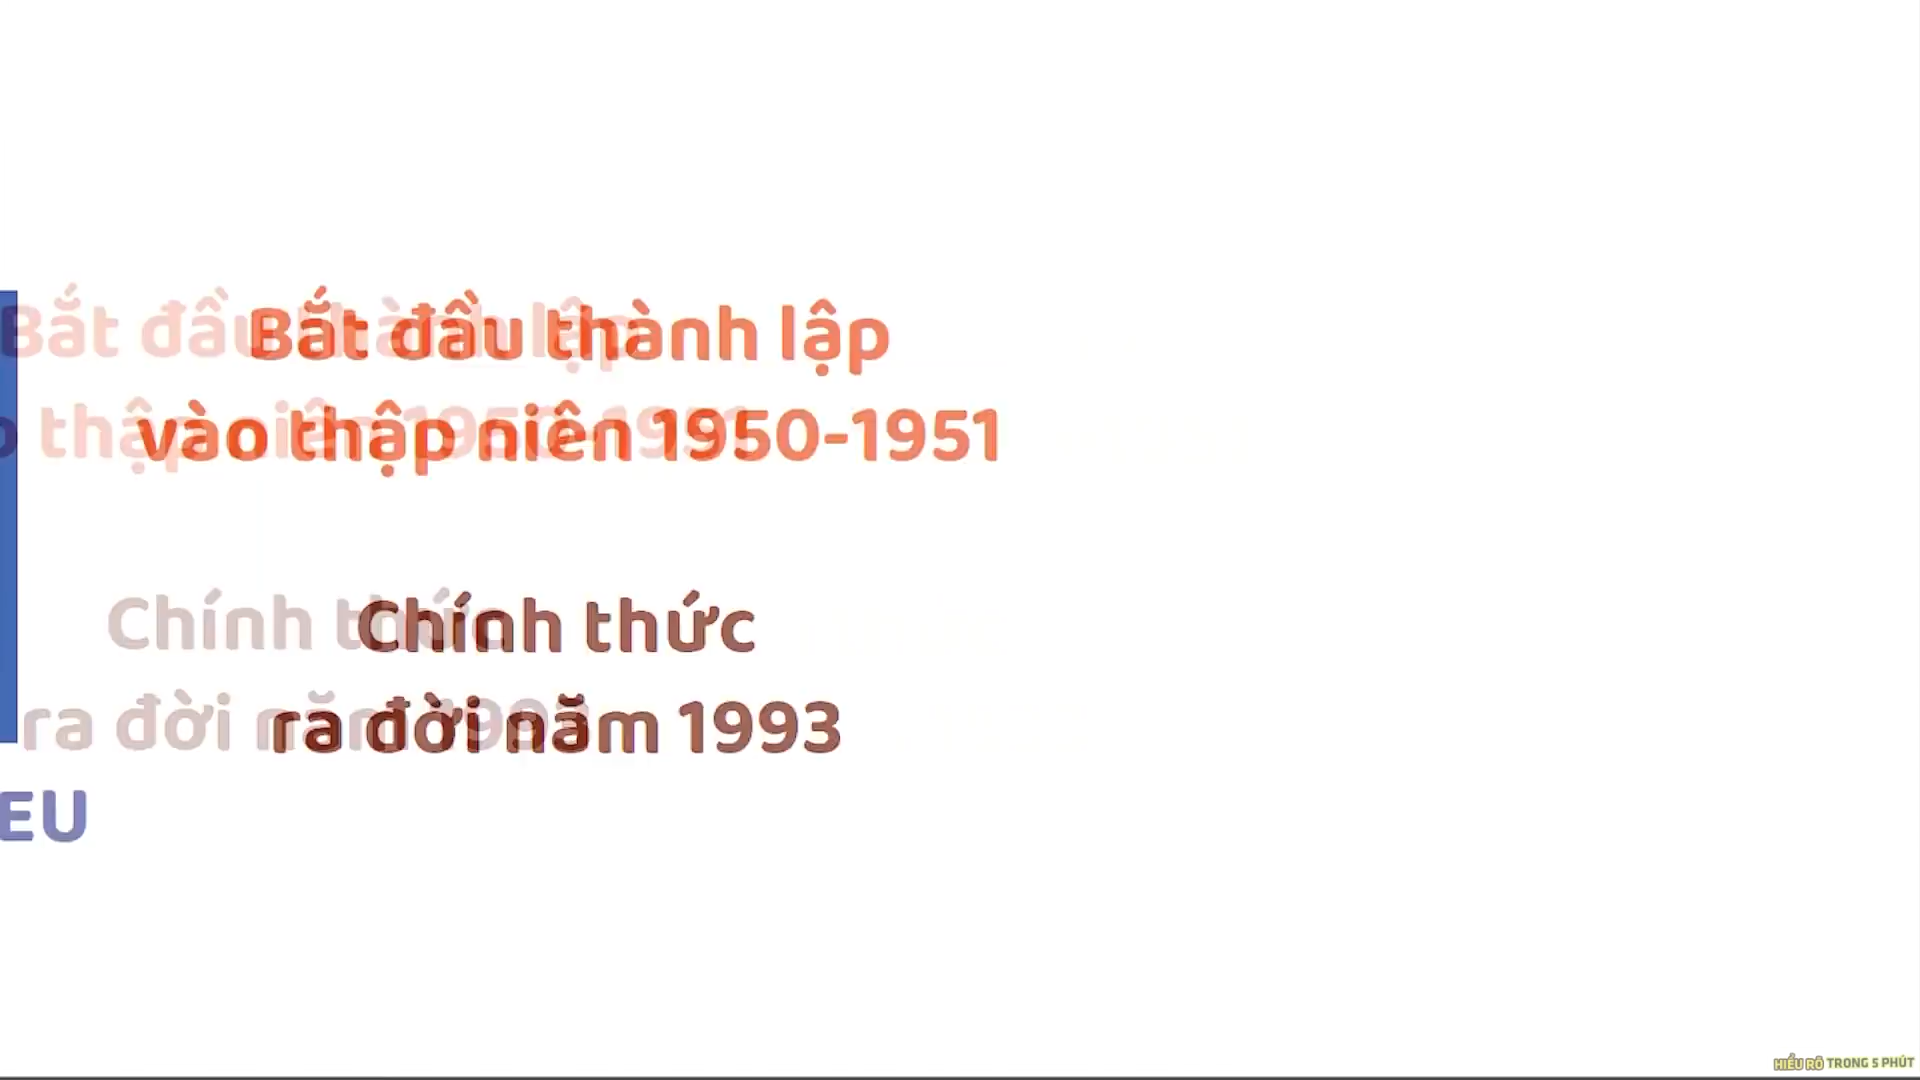 Bắt đầu thành lập
vào thập niên 1950-1951
Chính thức
ra đời năm 1993
EU
HIỂU RÕ TRONG 5 PHÚT